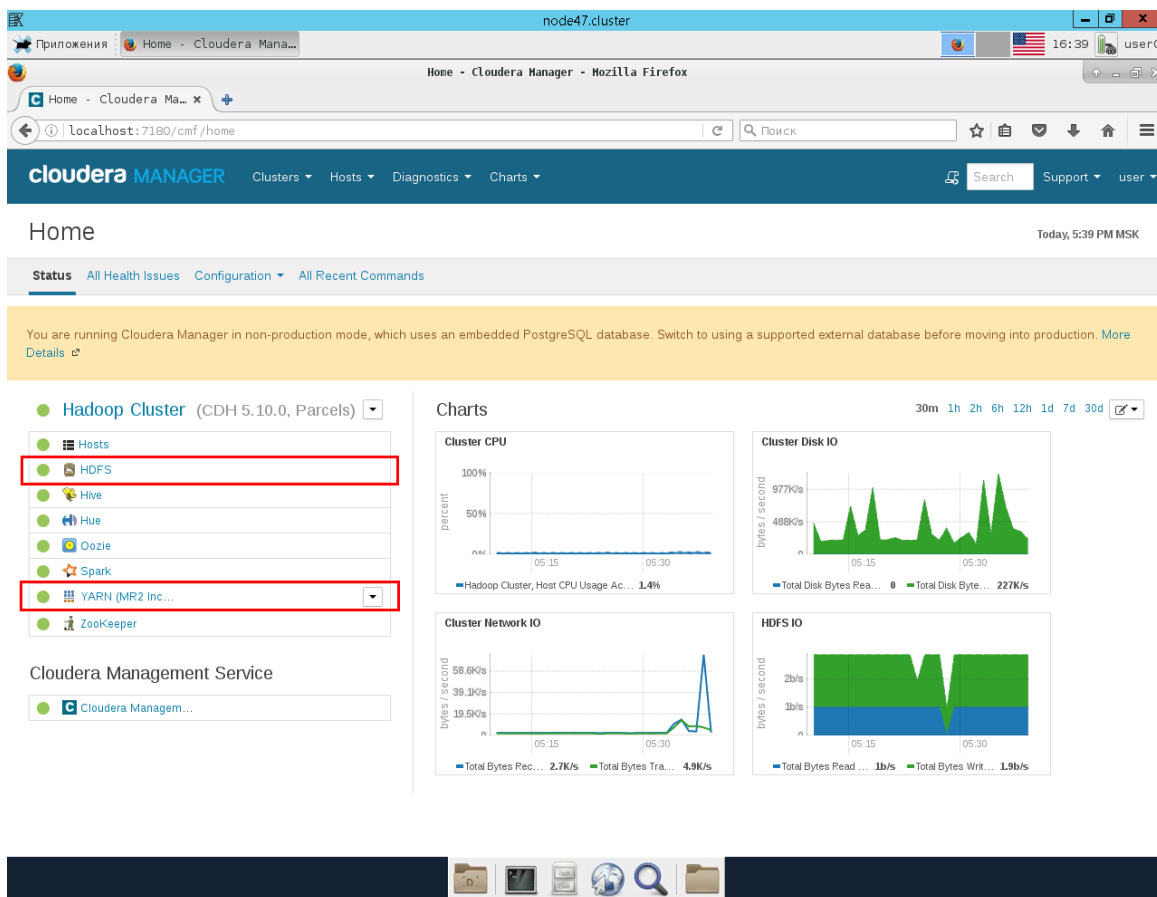 node47.cluster
Приложения
Home - Cloudera Mana…
16:39
Home - Cloudera Manager - Mozilla Firefox
Home - Cloudera Ma…
localhost:7180/cmf/home
Поиск
cloudera MANAGER
Clusters
Hosts
Diagnostics
Charts
Search
Support
user
Home
Today, 5:39 PM MSK
Status
All Health Issues
Configuration
All Recent Commands
You are running Cloudera Manager in non-production mode, which uses an embedded PostgreSQL database. Switch to using a supported external database before moving into production. More
Details
Hadoop Cluster (CDH 5.10.0, Parcels)
Hosts
HDFS
Hive
Hue
Oozie
Spark
YARN (MR2 Inc…
ZooKeeper
Cloudera Management Service
Cloudera Managem…
Charts
30m 1h 2h 6h 12h 1d 7d 30d
Cluster CPU
percent
100%
50%
0%
05:15
05:30
Hadoop Cluster, Host CPU Usage Ac… 1.4%
Cluster Disk IO
bytes / second
977K/s
488K/s
0
05:15
05:30
Total Disk Bytes Rea… 0
Total Disk Byte… 227K/s
Cluster Network IO
bytes / second
58.6K/s
39.1K/s
19.5K/s
0
05:15
05:30
Total Bytes Rec… 2.7K/s
Total Bytes Tra… 4.9K/s
HDFS IO
bytes / second
2b/s
1b/s
0
05:15
05:30
Total Bytes Read … 1b/s
Total Bytes Writ… 1.9b/s